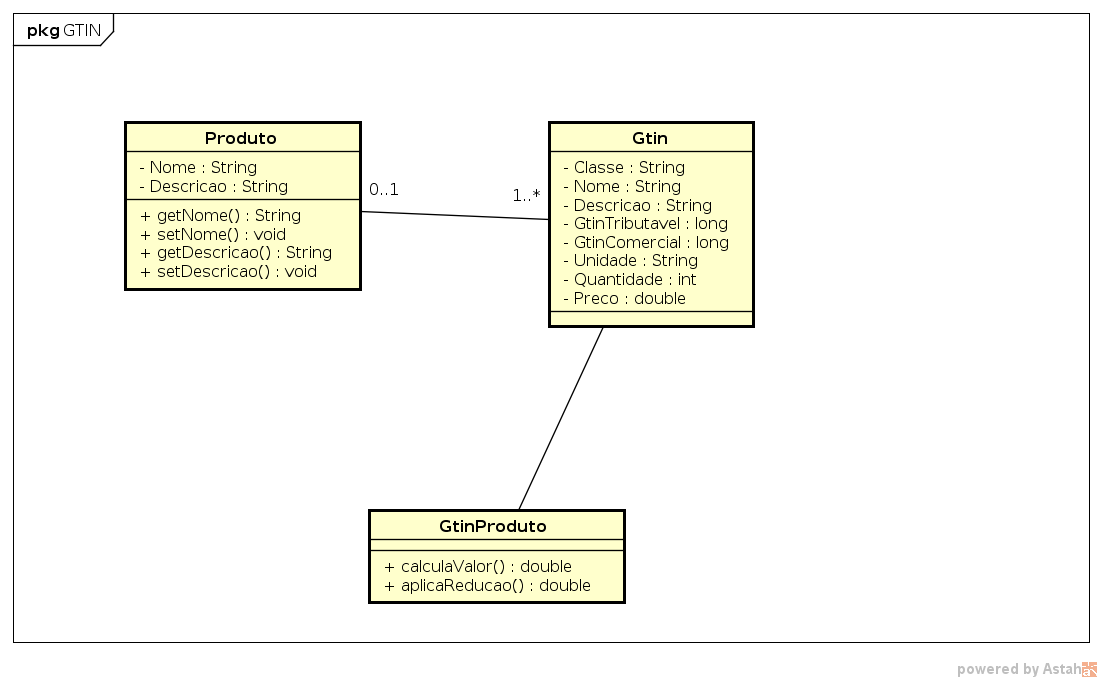 pkg GTIN
Produto
- Nome : String
- Descricao : String
+ getNome() : String
+ setNome() : void
+ getDescricao() : String
+ setDescricao() : void
0..1
1..*
Gtin
- Classe : String
- Nome : String
- Descricao : String
- GtinTributavel : long
- GtinComercial : long
- Unidade : String
- Quantidade : int
- Preco : double
GtinProduto
+ calculaValor() : double
+ aplicaReducao() : double
powered by Astah